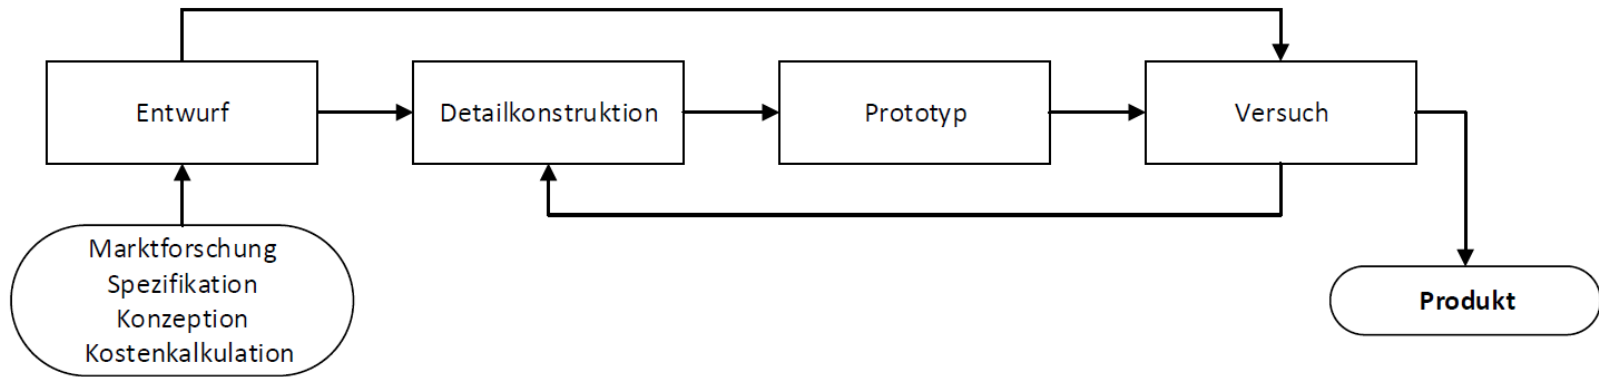 Entwurf
Detailkonstruktion
Prototyp
Versuch
Marktforschung
Spezifikation
Konzeption
Kostenkalkulation
Produkt